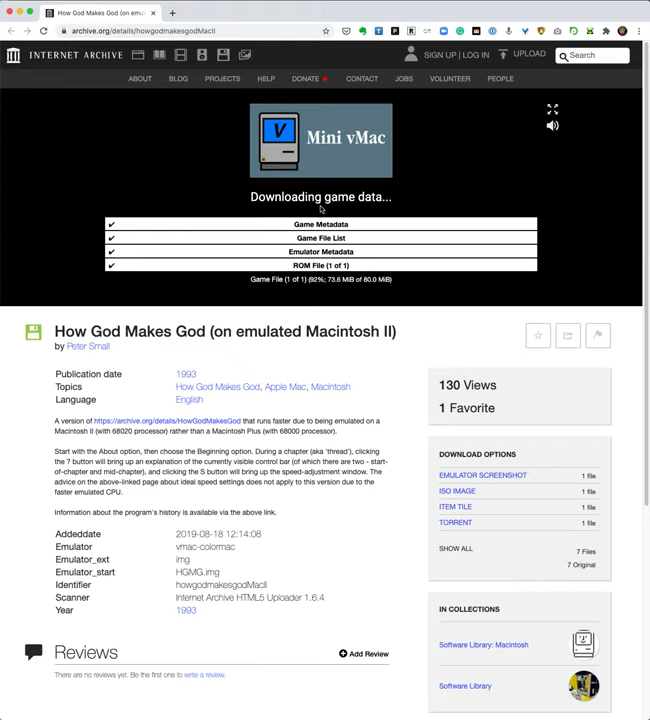 How God Makes God (on emul
archive.org/details/howgodmakesgodMacII
INTERNET ARCHIVE
SIGN UP | LOG IN
UPLOAD
Search
ABOUT BLOG PROJECTS HELP DONATE CONTACT JOBS VOLUNTEER PEOPLE
V
Mini vMac
Downloading game data...
✔ Game Metadata
✔ Game File List
✔ Emulator Metadata
✔ ROM File (1 of 1)
Game File (1 of 1) (92%; 73.6 MiB of 80.0 MiB)
How God Makes God (on emulated Macintosh II)
by Peter Small
Publication date 1993
Topics How God Makes God, Apple Mac, Macintosh
Language English
A version of https://archive.org/details/HowGodMakesGod that runs faster due to being emulated on a
Macintosh II (with 68020 processor) rather than a Macintosh Plus (with 68000 processor).
Start with the About option, then choose the Beginning option. During a chapter (aka 'thread'), clicking
the ? button will bring up an explanation of the currently visible control bar (of which there are two - start-
of-chapter and mid-chapter), and clicking the S button will bring up the speed-adjustment window. The
advice on the above-linked page about ideal speed settings does not apply to this version due to the
faster emulated CPU.
Information about the program's history is available via the above link.
Addeddate 2019-08-18 12:14:08
Emulator vmac-colormac
Emulator_ext img
Emulator_start HGMG.img
Identifier howgodmakesgodMacII
Scanner Internet Archive HTML5 Uploader 1.6.4
Year 1993
Reviews
Add Review
There are no reviews yet. Be the first one to write a review.
130 Views
1 Favorite
DOWNLOAD OPTIONS
EMULATOR SCREENSHOT 1 file
ISO IMAGE 1 file
ITEM TILE 1 file
TORRENT 1 file
SHOW ALL 7 Files
7 Original
IN COLLECTIONS
Software Library: Macintosh
Software Library